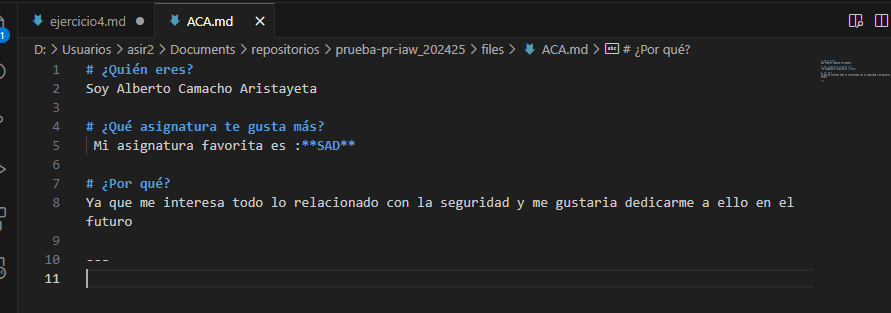 ejercicio4.md
ACA.md
D: > Usuarios > asir2 > Documents > repositorios > prueba-pr-iaw_202425 > files > ACA.md > # ¿Por qué?
1 # ¿Quién eres?
2 Soy Alberto Camacho Aristayeta
3
4 # ¿Qué asignatura te gusta más?
5 Mi asignatura favorita es :**SAD**
6
7 # ¿Por qué?
8 Ya que me interesa todo lo relacionado con la seguridad y me gustaria dedicarme a ello en el
futuro
9
10 ---
11